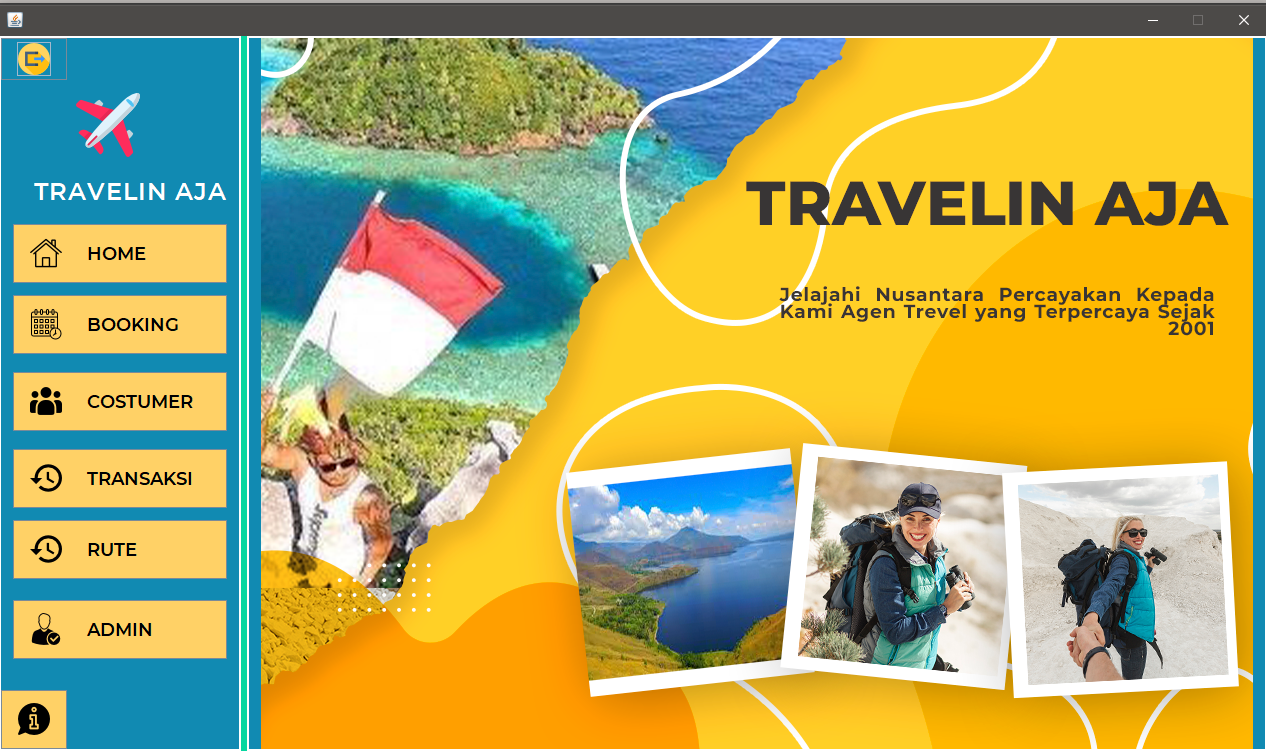 TRAVELIN AJA
HOME
BOOKING
COSTUMER
TRANSAKSI
RUTE
ADMIN
TRAVELIN AJA
Jelajahi Nusantara Percayakan Kepada
Kami Agen Trevel yang Terpercaya Sejak
2001